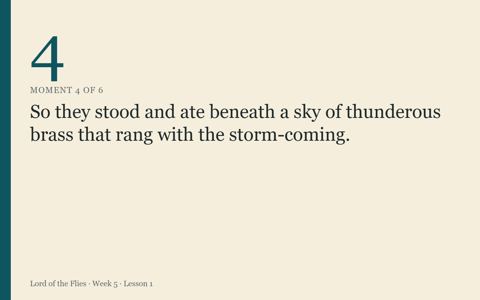 4
MOMENT 4 OF 6
So they stood and ate beneath a sky of thunderous
brass that rang with the storm-coming.
Lord of the Flies · Week 5 · Lesson 1